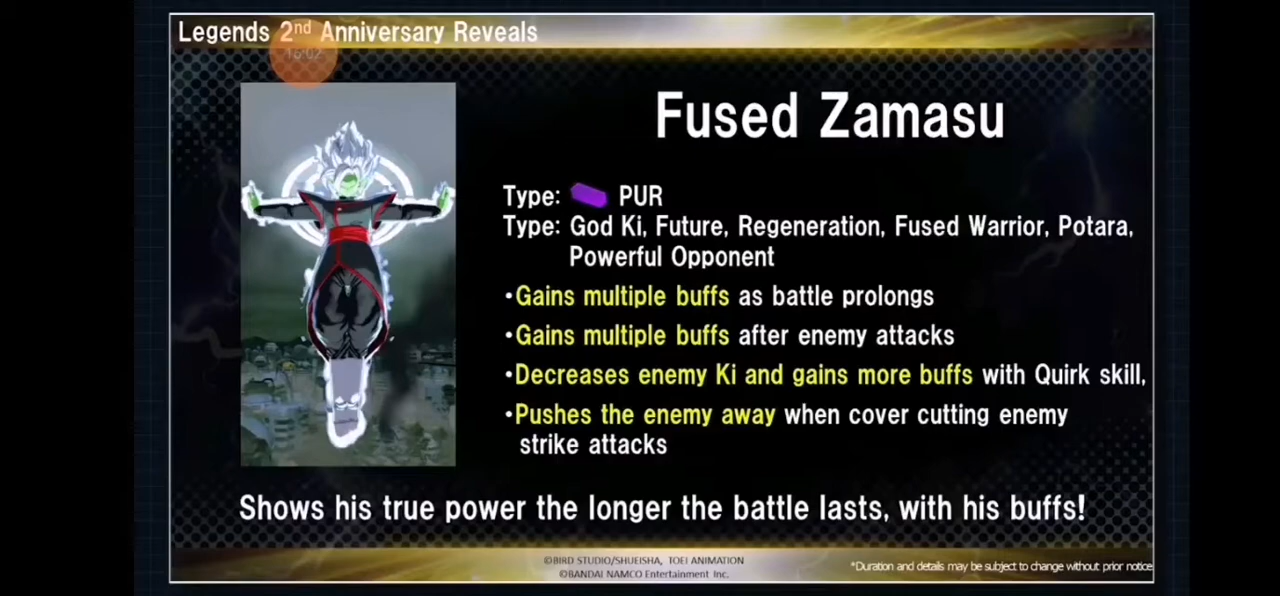 Legends 2nd Anniversary Reveals
16:02
Fused Zamasu
Type: PUR
Type: God Ki, Future, Regeneration, Fused Warrior, Potara,
Powerful Opponent
・Gains multiple buffs as battle prolongs
・Gains multiple buffs after enemy attacks
・Decreases enemy Ki and gains more buffs with Quirk skill,
・Pushes the enemy away when cover cutting enemy
strike attacks
Shows his true power the longer the battle lasts, with his buffs!
©BIRD STUDIO/SHUEISHA, TOEI ANIMATION
©BANDAI NAMCO Entertainment Inc.
*Duration and details may be subject to change without prior notice